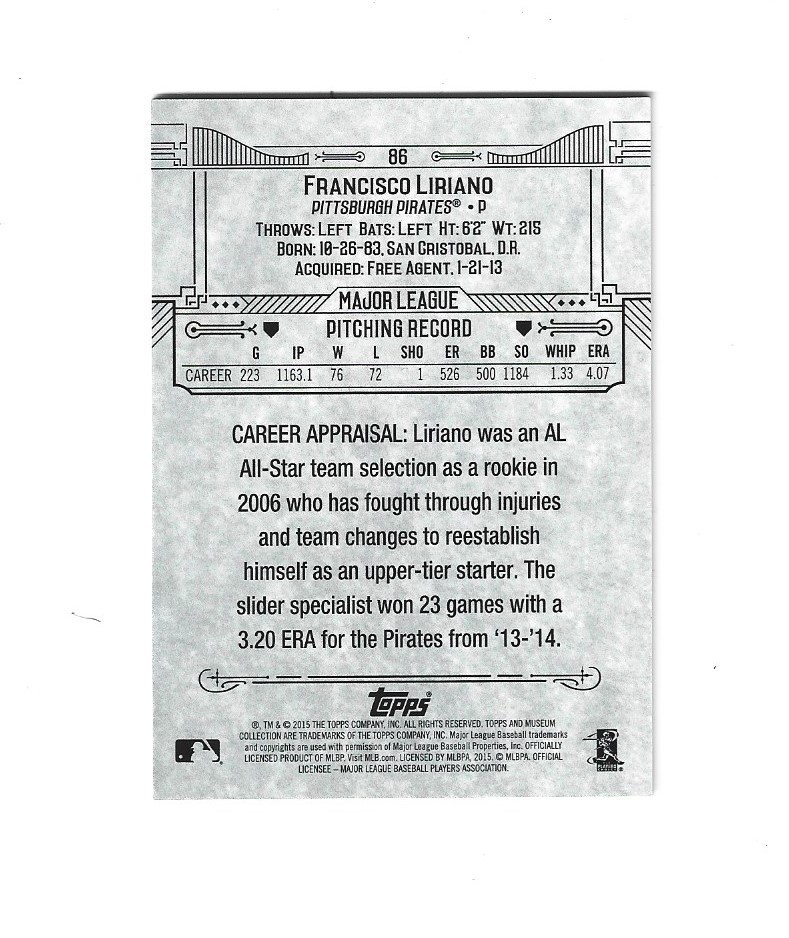 86
FRANCISCO LIRIANO
PITTSBURGH PIRATES® • P
THROWS: LEFT BATS: LEFT HT: 6'2" WT: 215
BORN: 10-26-83, SAN CRISTOBAL, D.R.
ACQUIRED: FREE AGENT, 1-21-13
MAJOR LEAGUE
PITCHING RECORD
G IP W L SHO ER BB SO WHIP ERA
CAREER 223 1163.1 76 72 1 526 500 1184 1.33 4.07
CAREER APPRAISAL: Liriano was an AL
All-Star team selection as a rookie in
2006 who has fought through injuries
and team changes to reestablish
himself as an upper-tier starter. The
slider specialist won 23 games with a
3.20 ERA for the Pirates from '13-'14.
topps®
®, TM & © 2015 THE TOPPS COMPANY, INC. ALL RIGHTS RESERVED. TOPPS AND MUSEUM
COLLECTION ARE TRADEMARKS OF THE TOPPS COMPANY, INC. Major League Baseball trademarks
and copyrights are used with permission of Major League Baseball Properties, Inc. OFFICIALLY
LICENSED PRODUCT OF MLBP. Visit MLB.com. LICENSED BY MLBPA, 2015. © MLBPA. OFFICIAL
LICENSEE – MAJOR LEAGUE BASEBALL PLAYERS ASSOCIATION.